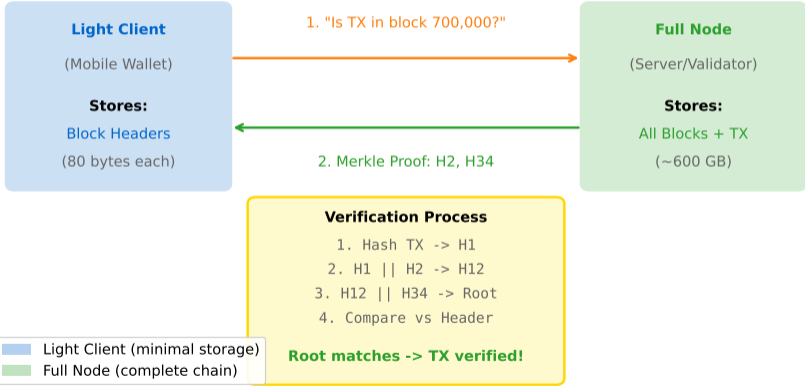 Light Client
(Mobile Wallet)
Stores:
Block Headers
(80 bytes each)
1. "Is TX in block 700,000?"
2. Merkle Proof: H2, H34
Full Node
(Server/Validator)
Stores:
All Blocks + TX
(~600 GB)
Verification Process
1. Hash TX -> H1
2. H1 || H2 -> H12
3. H12 || H34 -> Root
4. Compare vs Header
Root matches -> TX verified!
Light Client (minimal storage)
Full Node (complete chain)